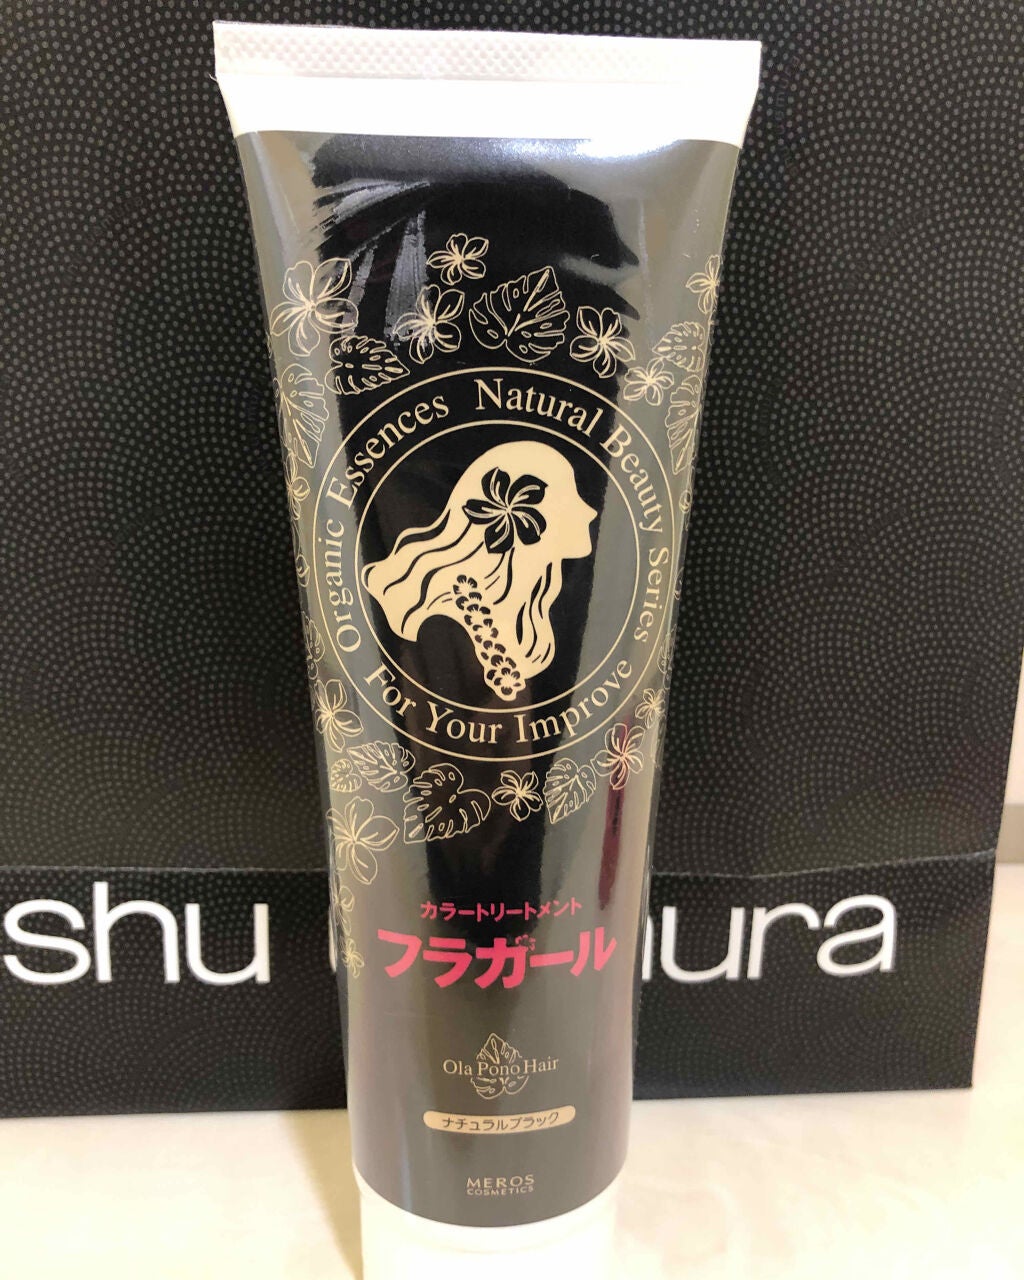 Organic Essences Natural Beauty Series
For Your Improve
カラートリートメント
フラガール
Ola Pono Hair
ナチュラルブラック
MEROS
COSMETICS
shu
ura